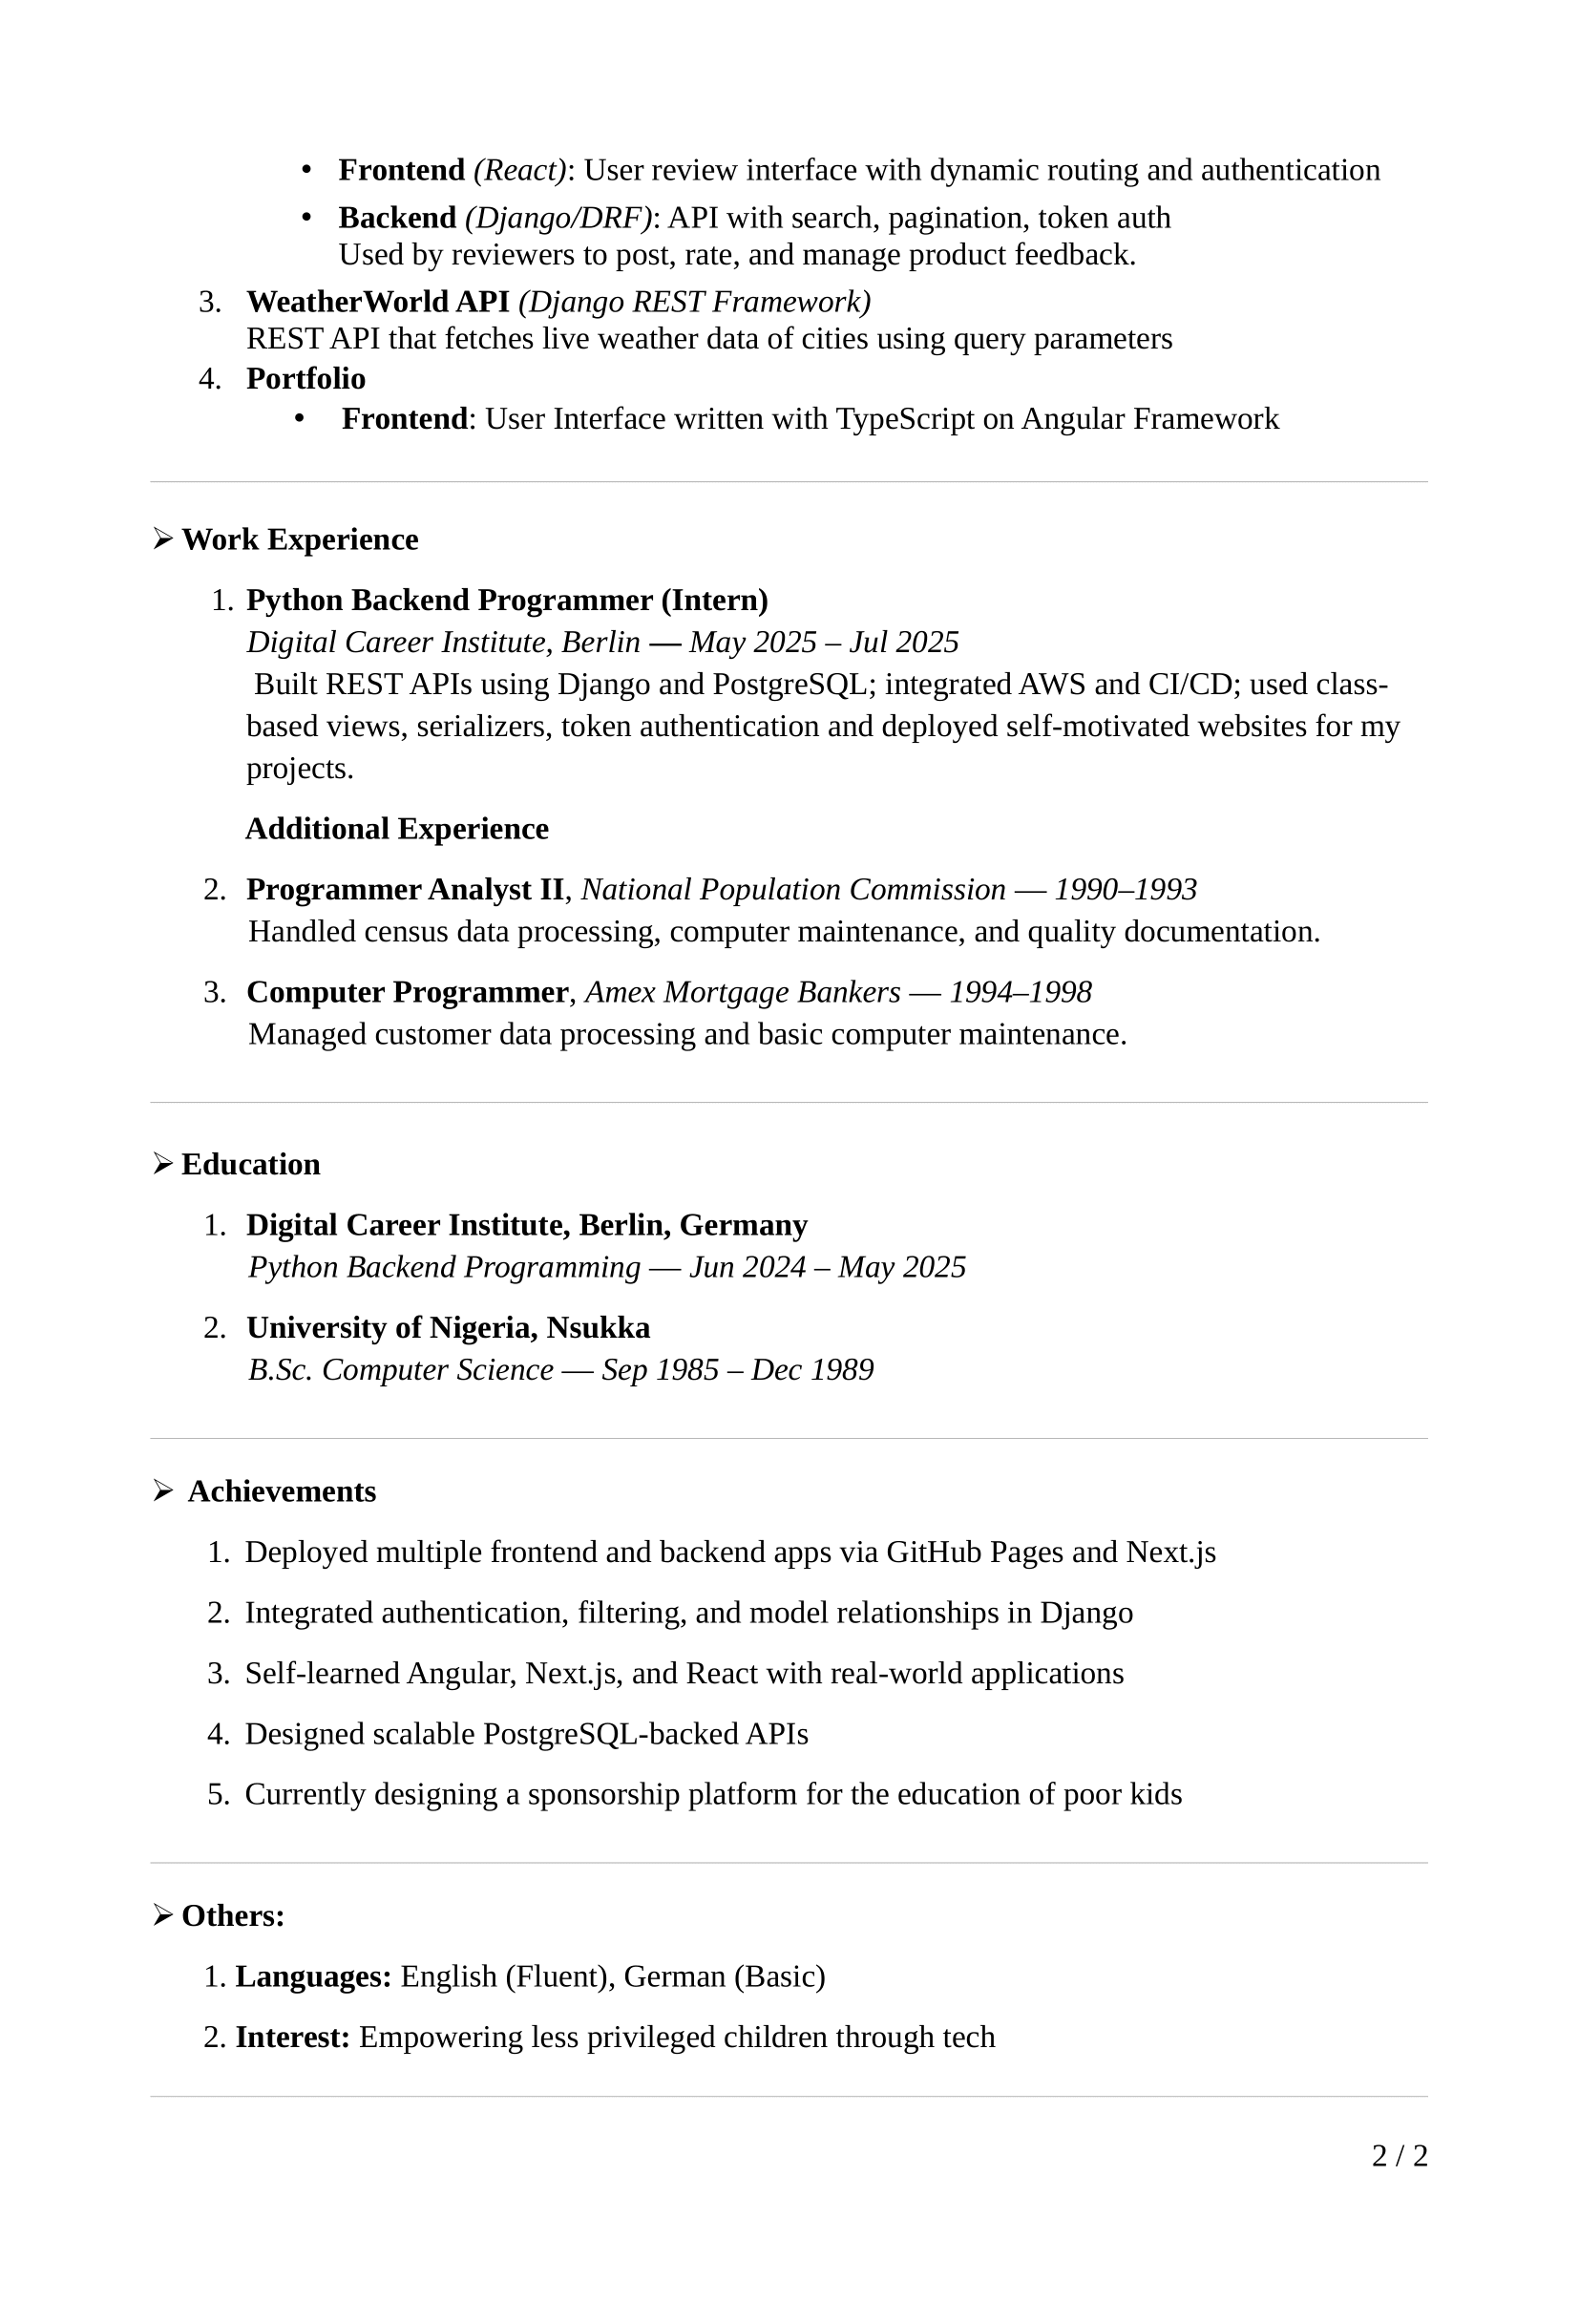 • Frontend (React): User review interface with dynamic routing and authentication
• Backend (Django/DRF): API with search, pagination, token auth
Used by reviewers to post, rate, and manage product feedback.
3. WeatherWorld API (Django REST Framework)
REST API that fetches live weather data of cities using query parameters
4. Portfolio
• Frontend: User Interface written with TypeScript on Angular Framework
➢ Work Experience
1. Python Backend Programmer (Intern)
Digital Career Institute, Berlin — May 2025 – Jul 2025
Built REST APIs using Django and PostgreSQL; integrated AWS and CI/CD; used class-
based views, serializers, token authentication and deployed self-motivated websites for my
projects.
Additional Experience
2. Programmer Analyst II, National Population Commission — 1990–1993
Handled census data processing, computer maintenance, and quality documentation.
3. Computer Programmer, Amex Mortgage Bankers — 1994–1998
Managed customer data processing and basic computer maintenance.
➢ Education
1. Digital Career Institute, Berlin, Germany
Python Backend Programming — Jun 2024 – May 2025
2. University of Nigeria, Nsukka
B.Sc. Computer Science — Sep 1985 – Dec 1989
➢ Achievements
1. Deployed multiple frontend and backend apps via GitHub Pages and Next.js
2. Integrated authentication, filtering, and model relationships in Django
3. Self-learned Angular, Next.js, and React with real-world applications
4. Designed scalable PostgreSQL-backed APIs
5. Currently designing a sponsorship platform for the education of poor kids
➢ Others:
1. Languages: English (Fluent), German (Basic)
2. Interest: Empowering less privileged children through tech
2 / 2